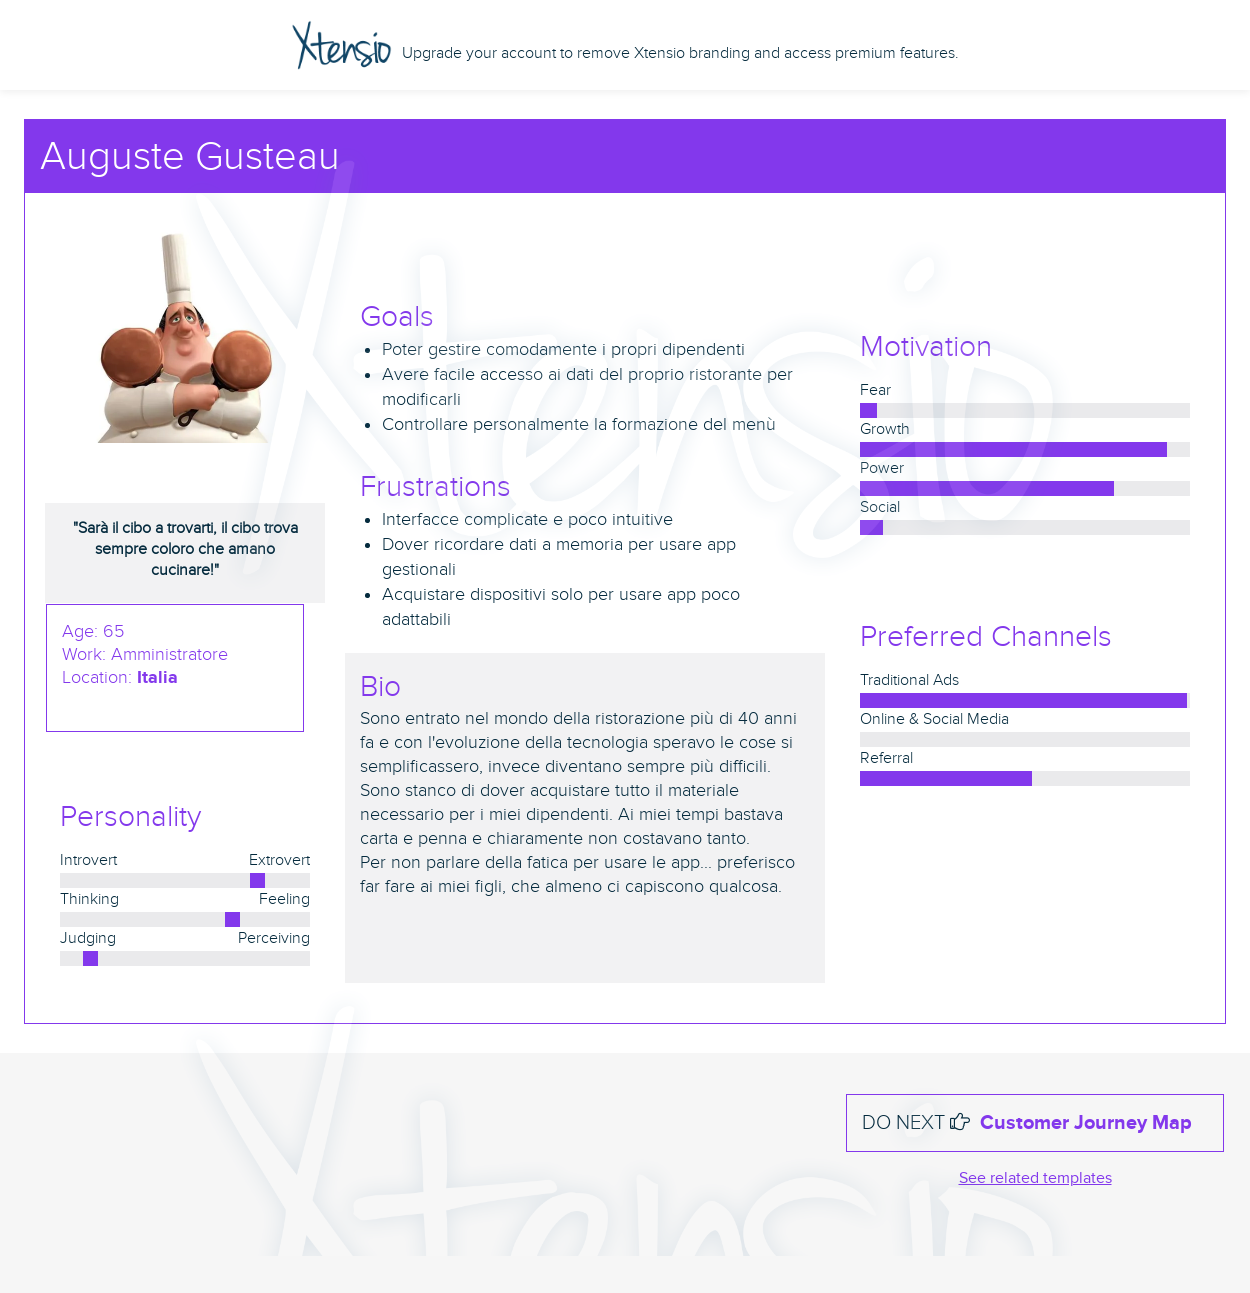 Xtensio Upgrade your account to remove Xtensio branding and access premium features.
Auguste Gusteau
"Sarà il cibo a trovarti, il cibo trova
sempre coloro che amano
cucinare!"
Age: 65
Work: Amministratore
Location: Italia
Personality
Introvert Extrovert
Thinking Feeling
Judging Perceiving
Goals
• Poter gestire comodamente i propri dipendenti
• Avere facile accesso ai dati del proprio ristorante per
modificarli
• Controllare personalmente la formazione del menù
Frustrations
• Interfacce complicate e poco intuitive
• Dover ricordare dati a memoria per usare app
gestionali
• Acquistare dispositivi solo per usare app poco
adattabili
Bio
Sono entrato nel mondo della ristorazione più di 40 anni
fa e con l'evoluzione della tecnologia speravo le cose si
semplificassero, invece diventano sempre più difficili.
Sono stanco di dover acquistare tutto il materiale
necessario per i miei dipendenti. Ai miei tempi bastava
carta e penna e chiaramente non costavano tanto.
Per non parlare della fatica per usare le app... preferisco
far fare ai miei figli, che almeno ci capiscono qualcosa.
Motivation
Fear
Growth
Power
Social
Preferred Channels
Traditional Ads
Online & Social Media
Referral
DO NEXT Customer Journey Map
See related templates
Xtensio
Xtensio